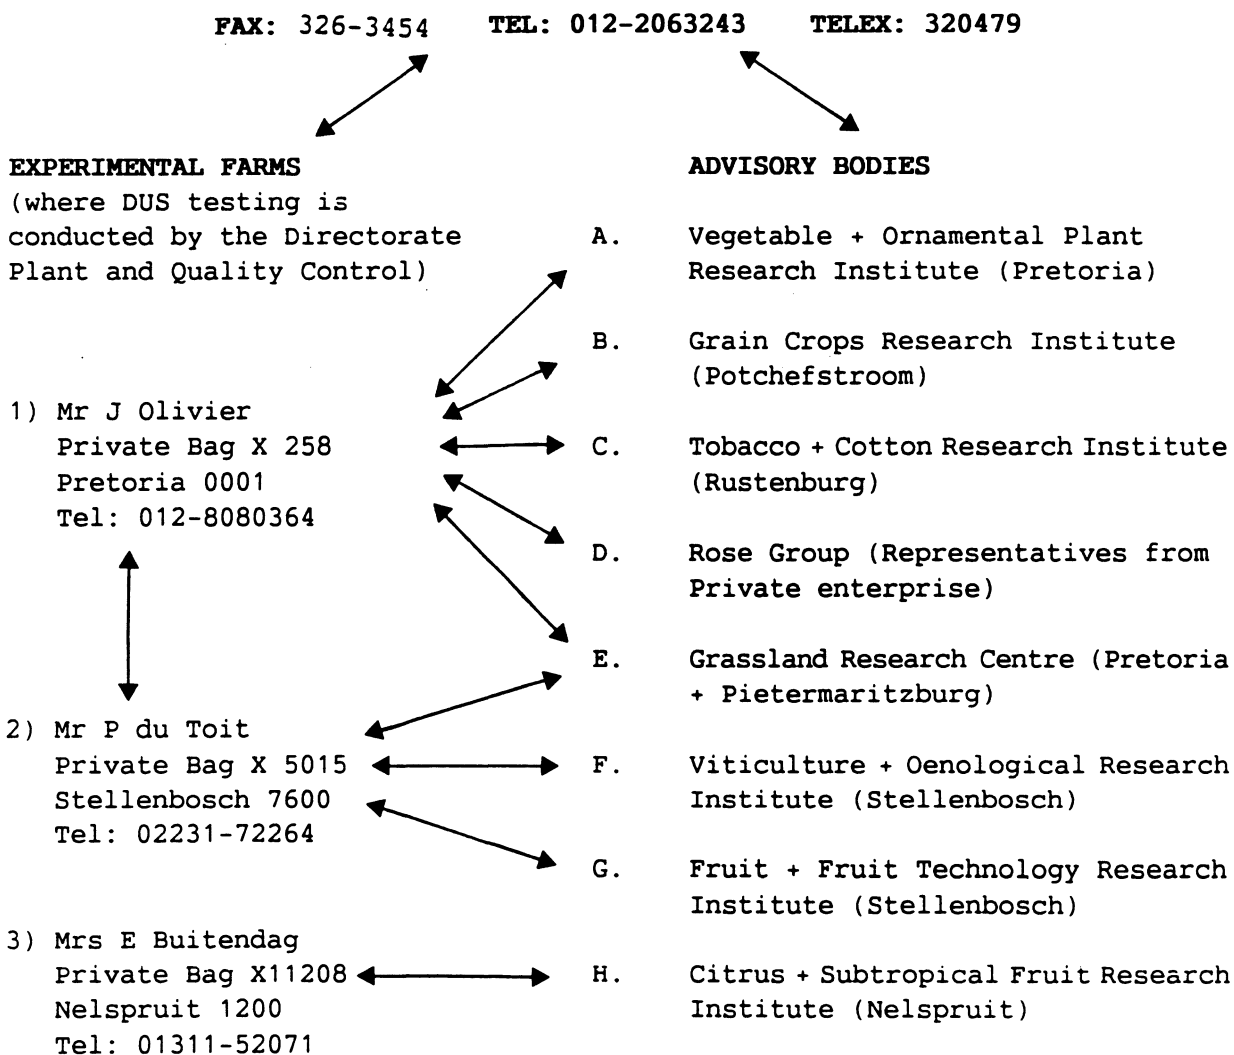 FAX: 326-3454 TEL: 012-2063243 TELEX: 320479
EXPERIMENTAL FARMS
(where DUS testing is
conducted by the Directorate
Plant and Quality Control)
1) Mr J Olivier
Private Bag X 258
Pretoria 0001
Tel: 012-8080364
2) Mr P du Toit
Private Bag X 5015
Stellenbosch 7600
Tel: 02231-72264
3) Mrs E Buitendag
Private Bag X11208
Nelspruit 1200
Tel: 01311-52071
ADVISORY BODIES
A. Vegetable + Ornamental Plant
Research Institute (Pretoria)
B. Grain Crops Research Institute
(Potchefstroom)
C. Tobacco + Cotton Research Institute
(Rustenburg)
D. Rose Group (Representatives from
Private enterprise)
E. Grassland Research Centre (Pretoria
+ Pietermaritzburg)
F. Viticulture + Oenological Research
Institute (Stellenbosch)
G. Fruit + Fruit Technology Research
Institute (Stellenbosch)
H. Citrus + Subtropical Fruit Research
Institute (Nelspruit)